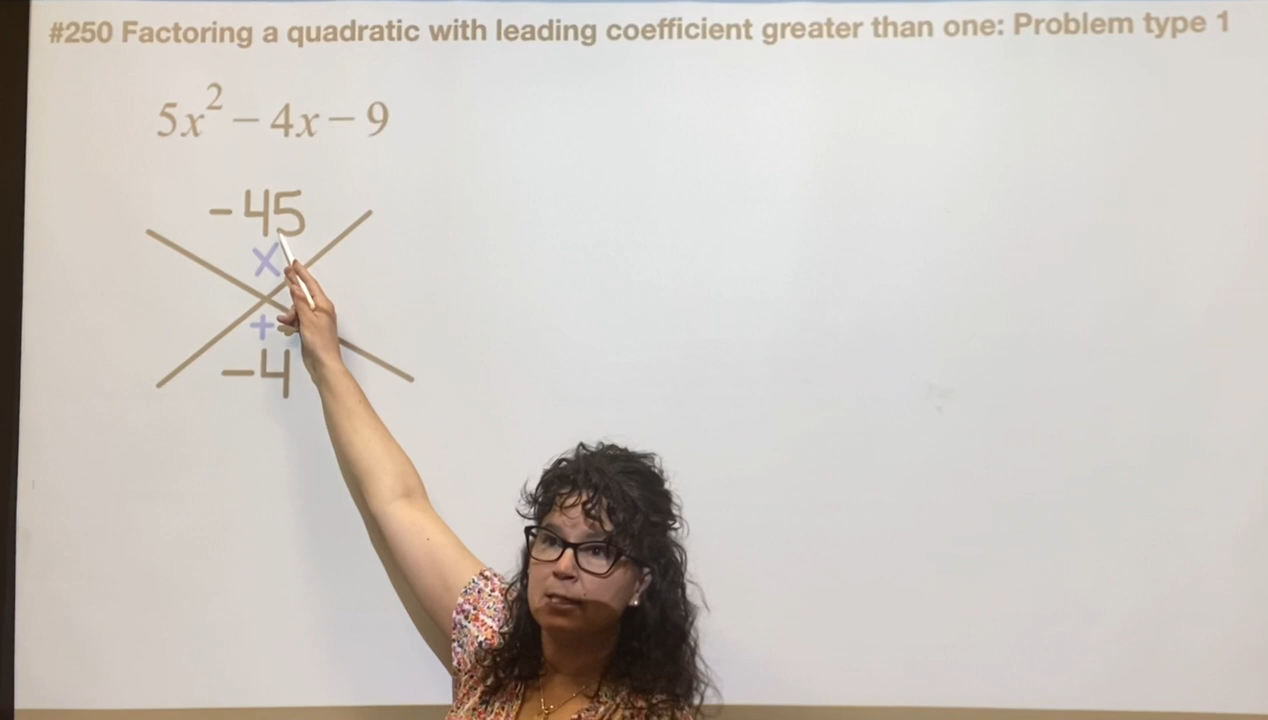 #250 Factoring a quadratic with leading coefficient greater than one: Problem type 1
5x² – 4x – 9
-45
×
+
-4